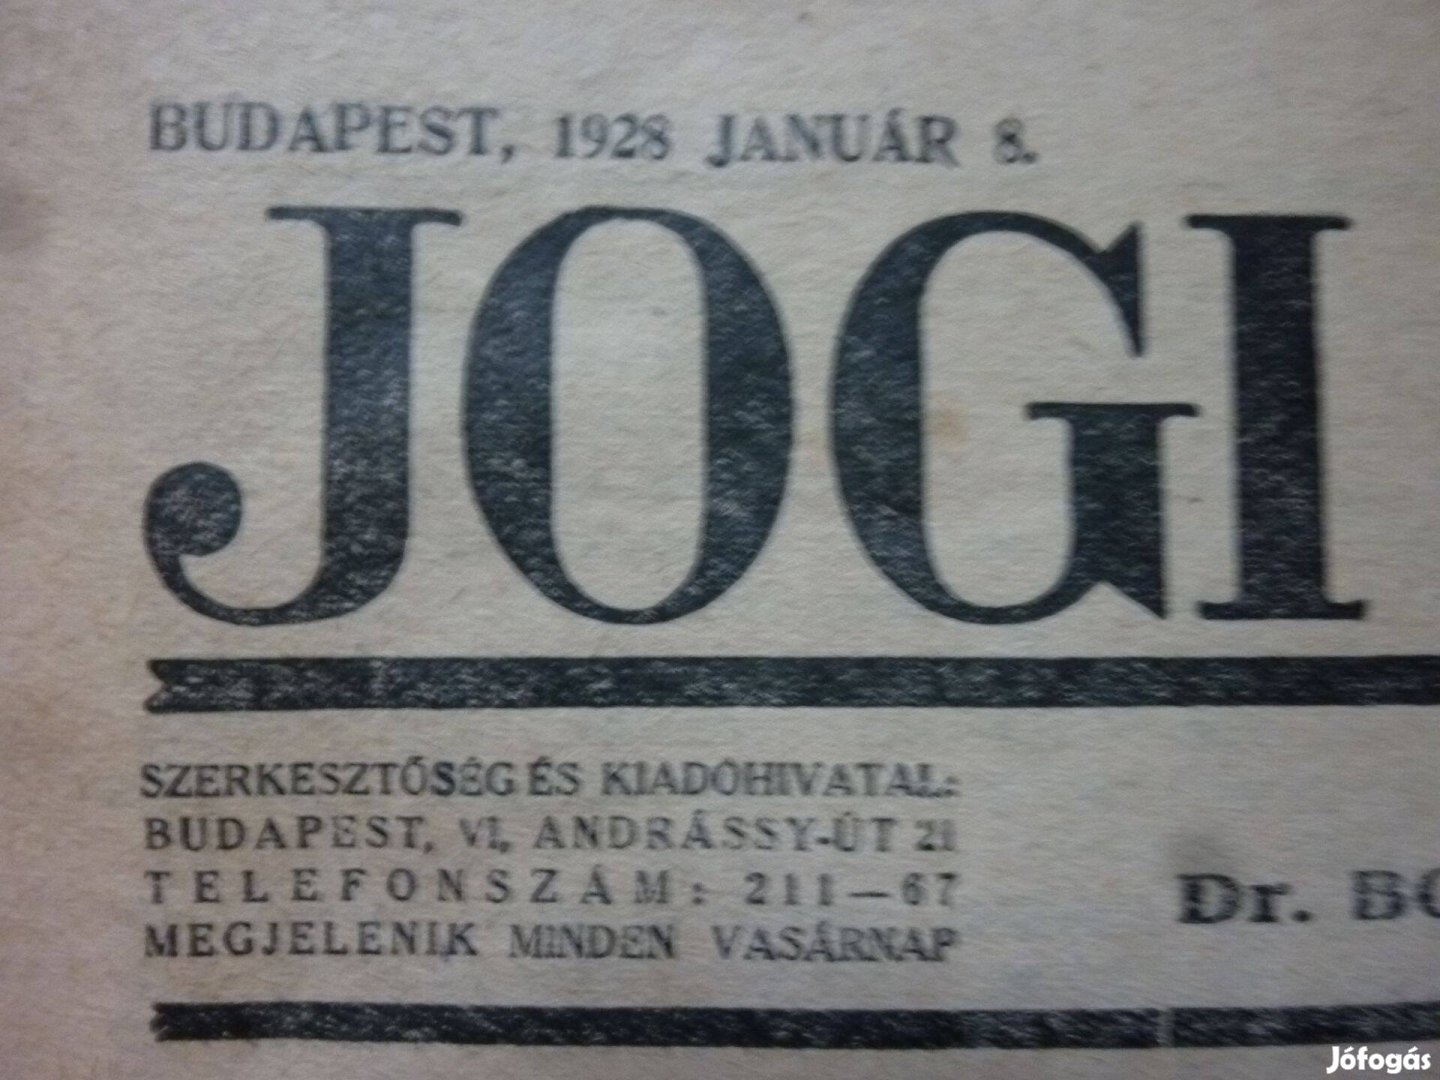 BUDAPEST, 1928 JANUÁR 8.
JOGI
SZERKESZTŐSÉG ÉS KIADÓHIVATAL:
BUDAPEST, VI, ANDRÁSSY-ÚT 21
TELEFONSZÁM: 211—67
MEGJELENIK MINDEN VASÁRNAP
Dr.
Jófogás